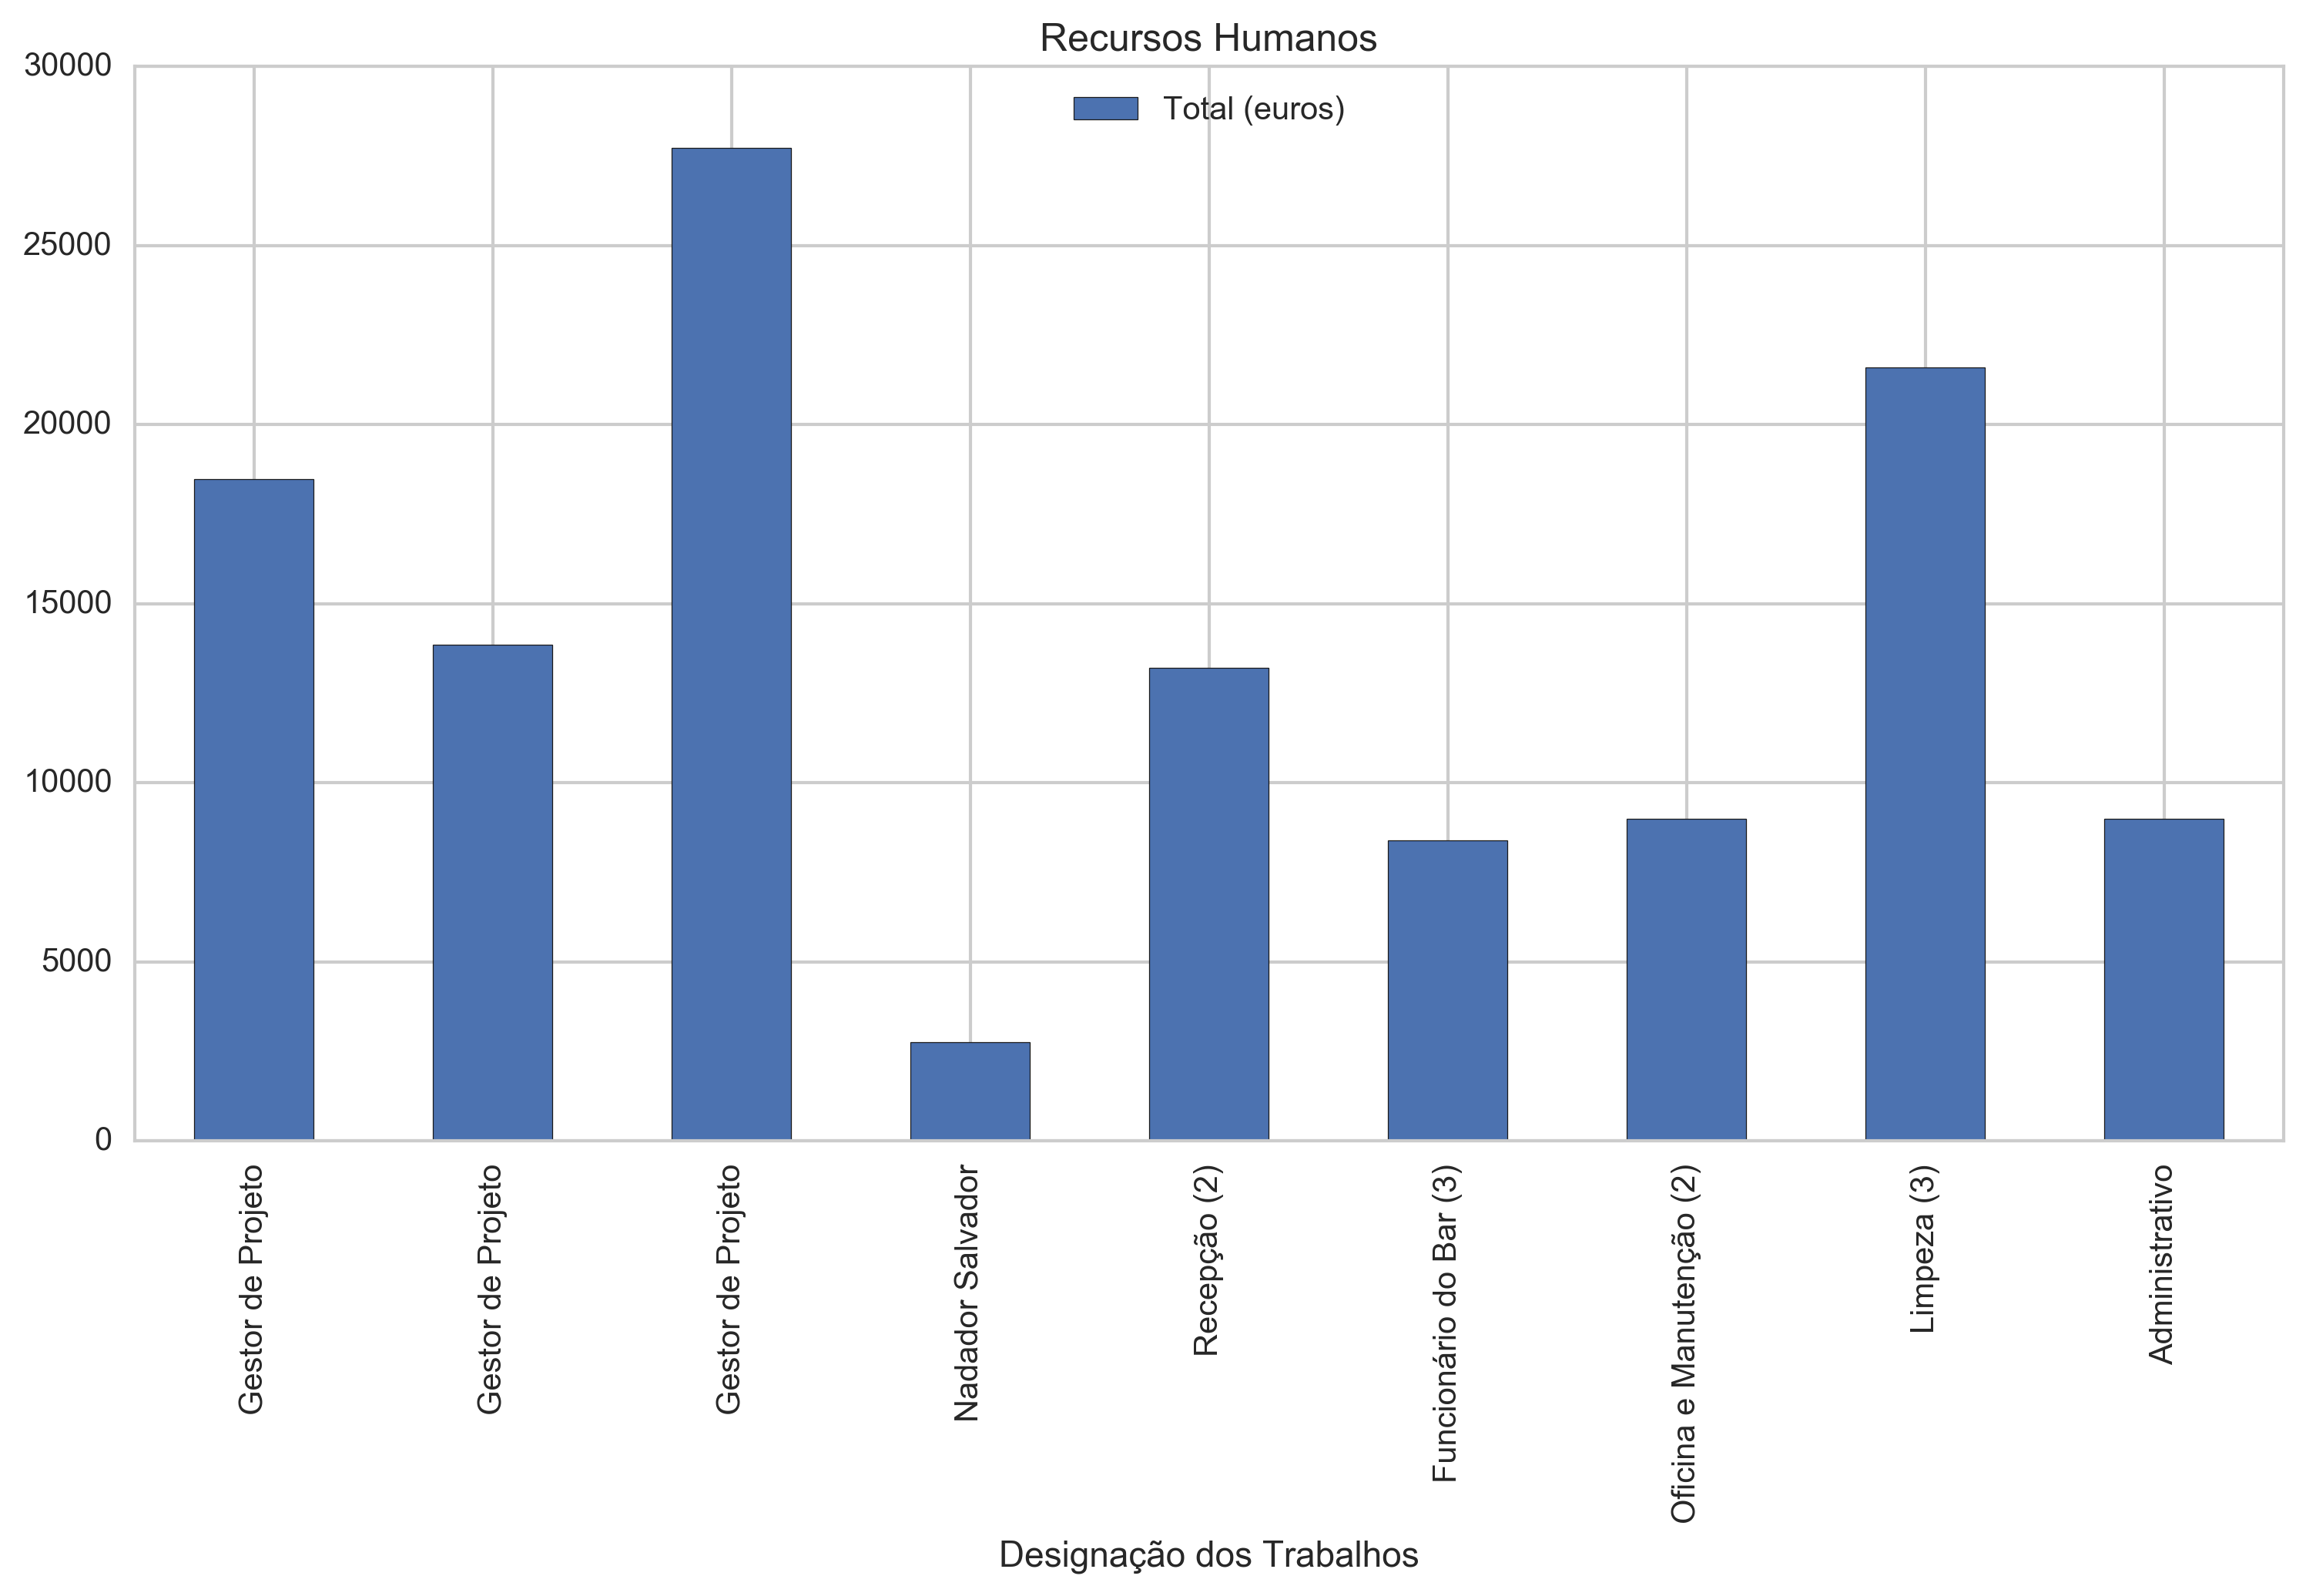 Recursos Humanos
Total (euros)
30000
25000
20000
15000
10000
5000
0
Gestor de Projeto
Gestor de Projeto
Gestor de Projeto
Nadador Salvador
Recepção (2)
Funcionário do Bar (3)
Oficina e Manutenção (2)
Limpeza (3)
Administrativo
Designação dos Trabalhos